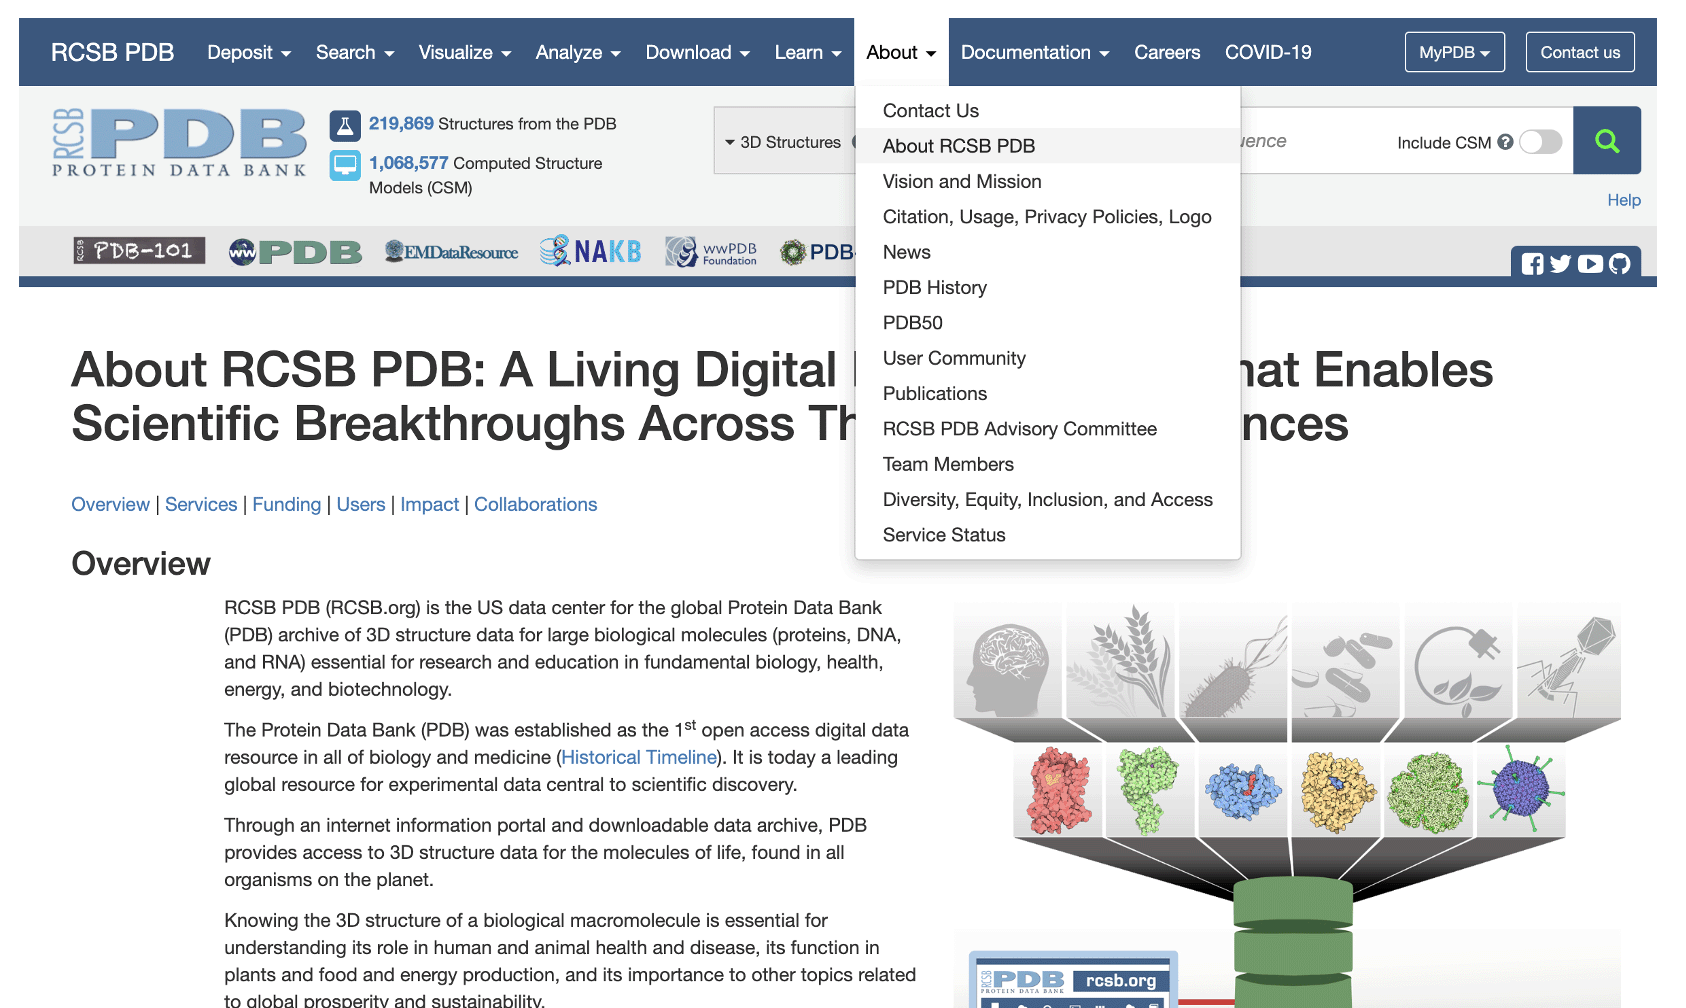 RCSB PDB Deposit Search Visualize Analyze Download Learn About Documentation Careers COVID-19 MyPDB Contact us
RCSB PDB
PROTEIN DATA BANK
219,869 Structures from the PDB
1,068,577 Computed Structure
Models (CSM)
3D Structures
Include CSM
Help
Contact Us
About RCSB PDB
Vision and Mission
Citation, Usage, Privacy Policies, Logo
News
PDB History
PDB50
User Community
Publications
RCSB PDB Advisory Committee
Team Members
Diversity, Equity, Inclusion, and Access
Service Status
RCSB PDB-101
wwPDB
EMDataResource
NAKB
wwPDB
Foundation
PDB-
About RCSB PDB: A Living Digital Enables
Scientific Breakthroughs Across
Overview | Services | Funding | Users | Impact | Collaborations
Overview
RCSB PDB (RCSB.org) is the US data center for the global Protein Data Bank
(PDB) archive of 3D structure data for large biological molecules (proteins, DNA,
and RNA) essential for research and education in fundamental biology, health,
energy, and biotechnology.
The Protein Data Bank (PDB) was established as the 1st open access digital data
resource in all of biology and medicine (Historical Timeline). It is today a leading
global resource for experimental data central to scientific discovery.
Through an internet information portal and downloadable data archive, PDB
provides access to 3D structure data for the molecules of life, found in all
organisms on the planet.
Knowing the 3D structure of a biological macromolecule is essential for
understanding its role in human and animal health and disease, its function in
plants and food and energy production, and its importance to other topics related
to global prosperity and sustainability.
RCSB PDB
PROTEIN DATA BANK
rcsb.org